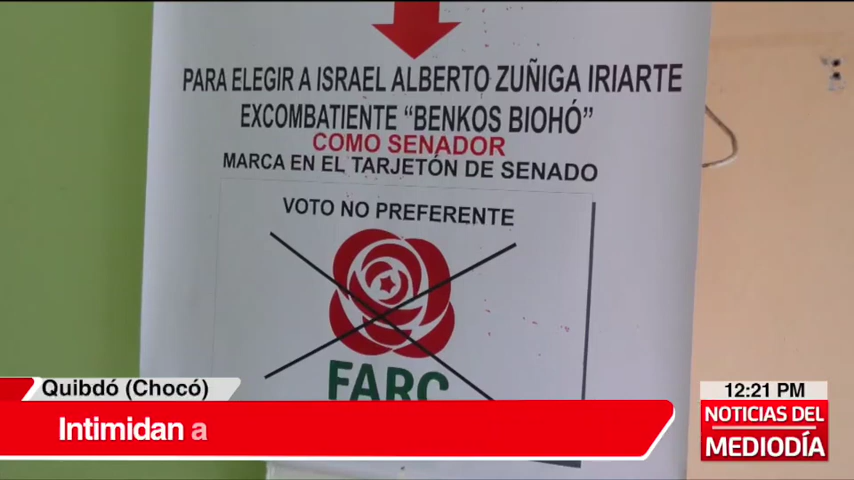 PARA ELEGIR A ISRAEL ALBERTO ZUÑIGA IRIARTE
EXCOMBATIENTE “BENKOS BIOHÓ”
COMO SENADOR
MARCA EN EL TARJETÓN DE SENADO
VOTO NO PREFERENTE
FARC
Quibdó (Chocó)
Intimidan a
12:21 PM
NOTICIAS DEL
MEDIODÍA